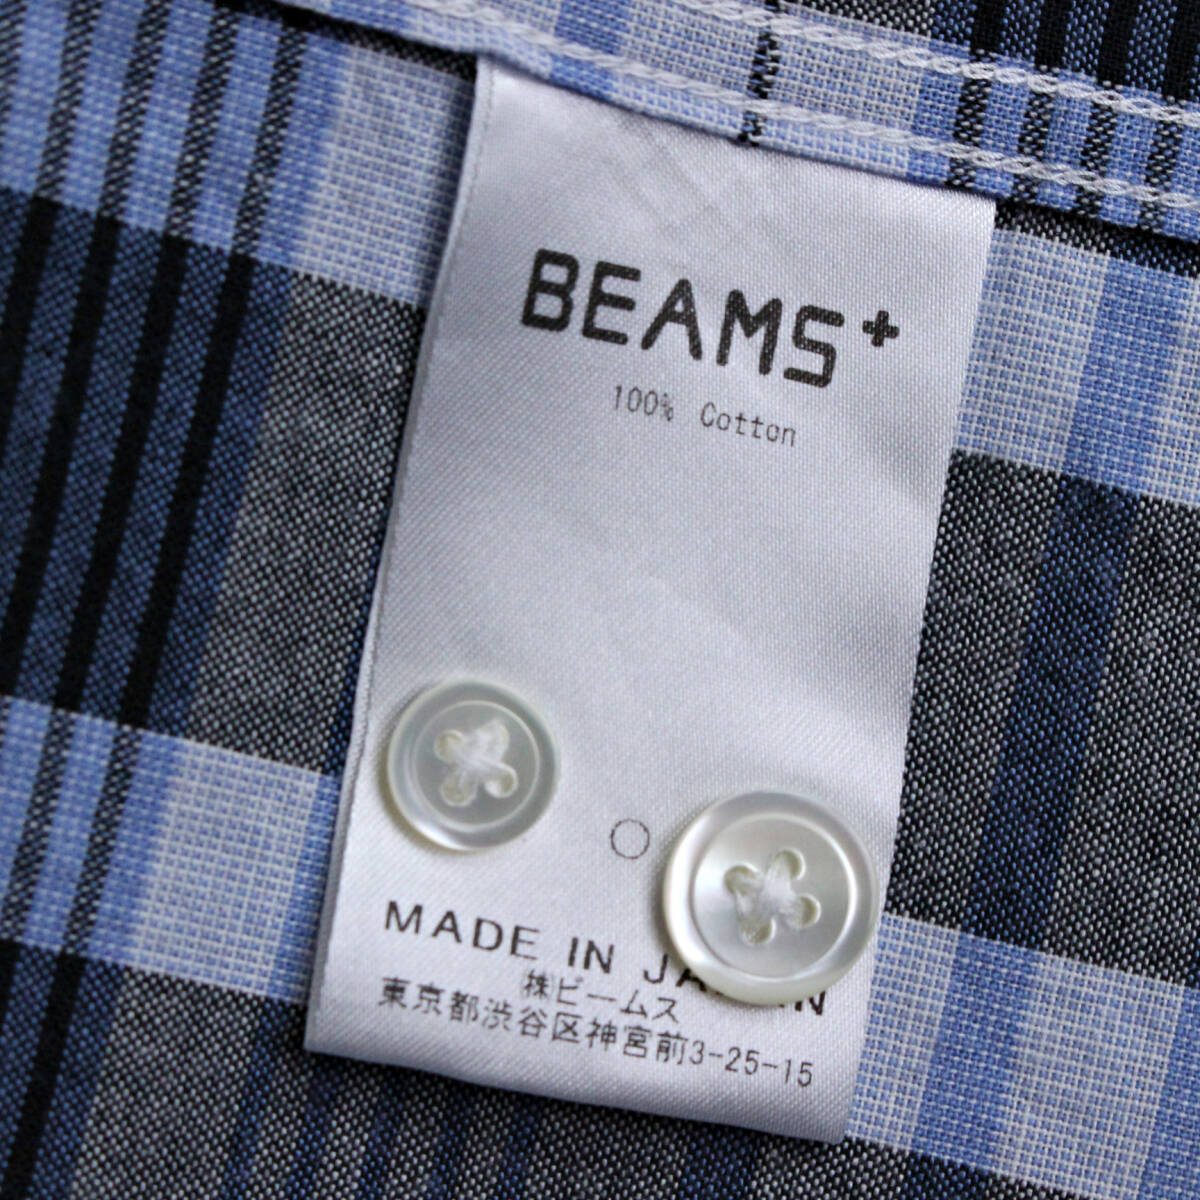 BEAMS+
100% Cotton
MADE IN JAPAN
㈱ビームス
東京都渋谷区神宮前3-25-15